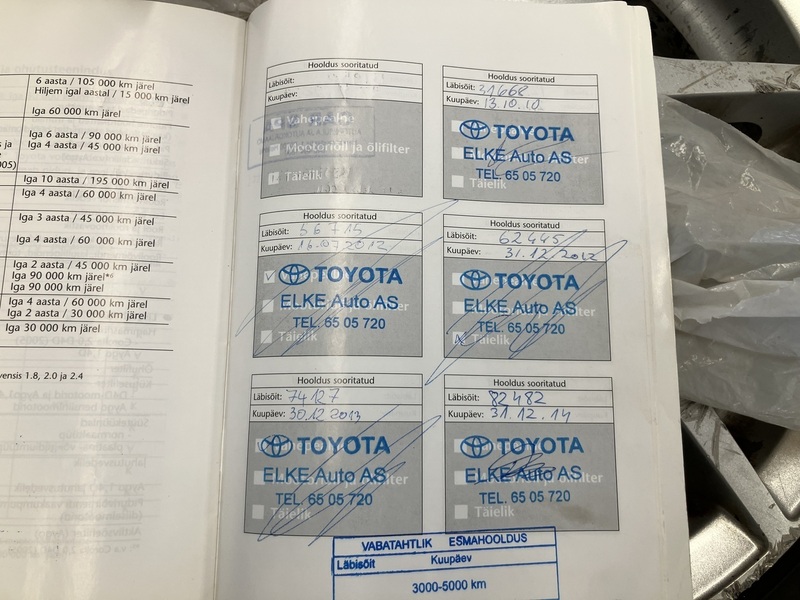 6 aasta / 105 000 km järel
Hiljem igal aastal / 15 000 km järel
Iga 60 000 km järel
Iga 6 aasta / 90 000 km järel
Iga 4 aasta / 45 000 km järel
Iga 10 aasta / 195 000 km järel
Iga 4 aasta / 60 000 km järel
Iga 3 aasta / 45 000 km järel
Iga 4 aasta / 60 000 km järel
Iga 2 aasta / 45 000 km järel
Iga 90 000 km järel*⁶
Iga 90 000 km järel
Iga 4 aasta / 60 000 km järel
Iga 2 aasta / 30 000 km järel
Iga 30 000 km järel
vensis 1.8, 2.0 ja 2.4
Hooldus sooritatud
Läbisõit:
Kuupäev:
Mootoriõli ja õlifilter
Täielik
Hooldus sooritatud
Läbisõit: 31668
Kuupäev: 13.10.10.
TOYOTA
ELKE Auto AS
TEL. 65 05 720
Täielik
Hooldus sooritatud
Läbisõit: 56715
Kuupäev: 16.07.2012
TOYOTA
ELKE Auto AS
TEL. 65 05 720
Täielik
Hooldus sooritatud
Läbisõit: 62445
Kuupäev: 31.12.2012
TOYOTA
ELKE Auto AS
TEL. 65 05 720
Täielik
Hooldus sooritatud
Läbisõit: 74127
Kuupäev: 30.12.2013
TOYOTA
ELKE Auto AS
TEL. 65 05 720
Täielik
Hooldus sooritatud
Läbisõit: 82482
Kuupäev: 31.12.14
TOYOTA
ELKE Auto AS
TEL. 65 05 720
Täielik
VABATAHTLIK ESMAHOOLDUS
Läbisõit Kuupäev
3000-5000 km